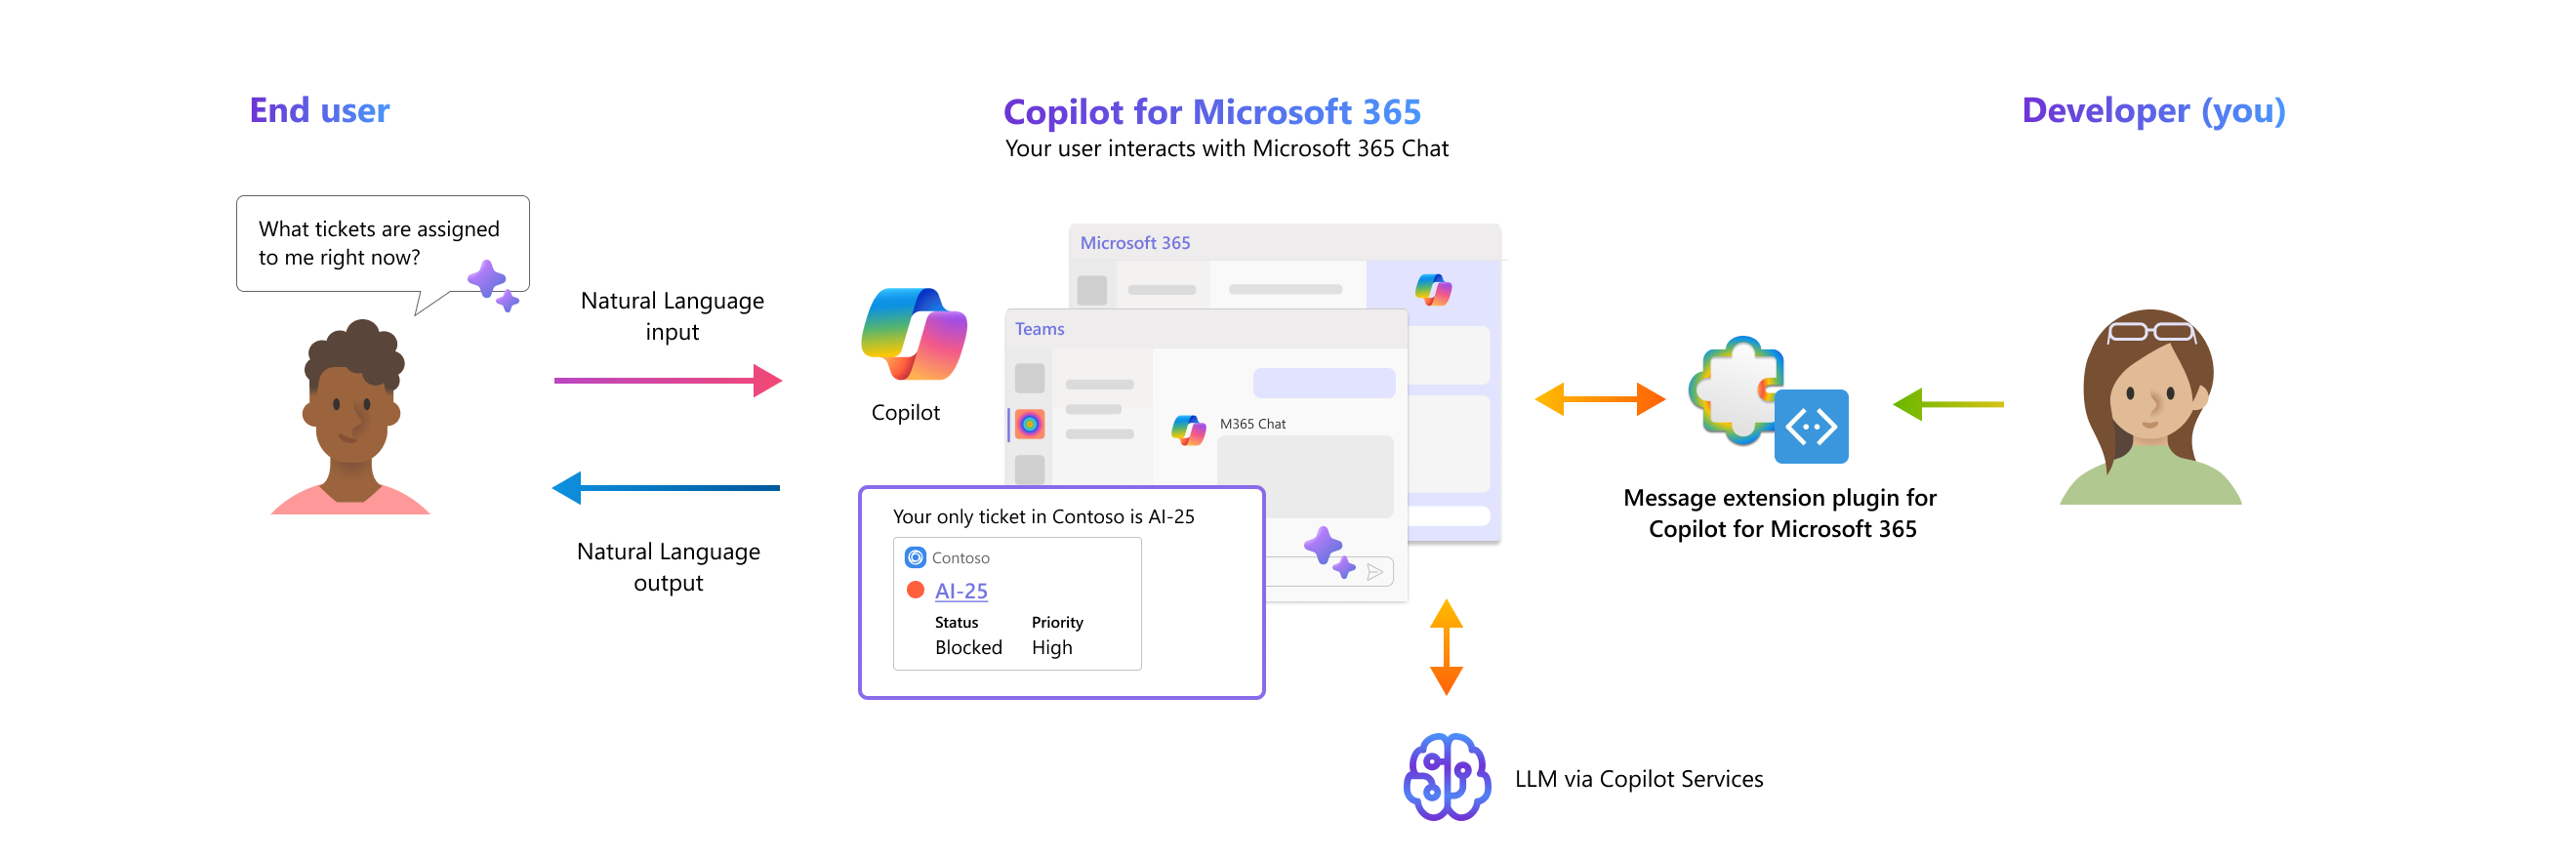 End user
Copilot for Microsoft 365
Your user interacts with Microsoft 365 Chat
Developer (you)
What tickets are assigned
to me right now?
Natural Language
input
Natural Language
output
Copilot
Microsoft 365
Teams
M365 Chat
Your only ticket in Contoso is AI-25
Contoso
AI-25
Status Priority
Blocked High
Message extension plugin for
Copilot for Microsoft 365
LLM via Copilot Services